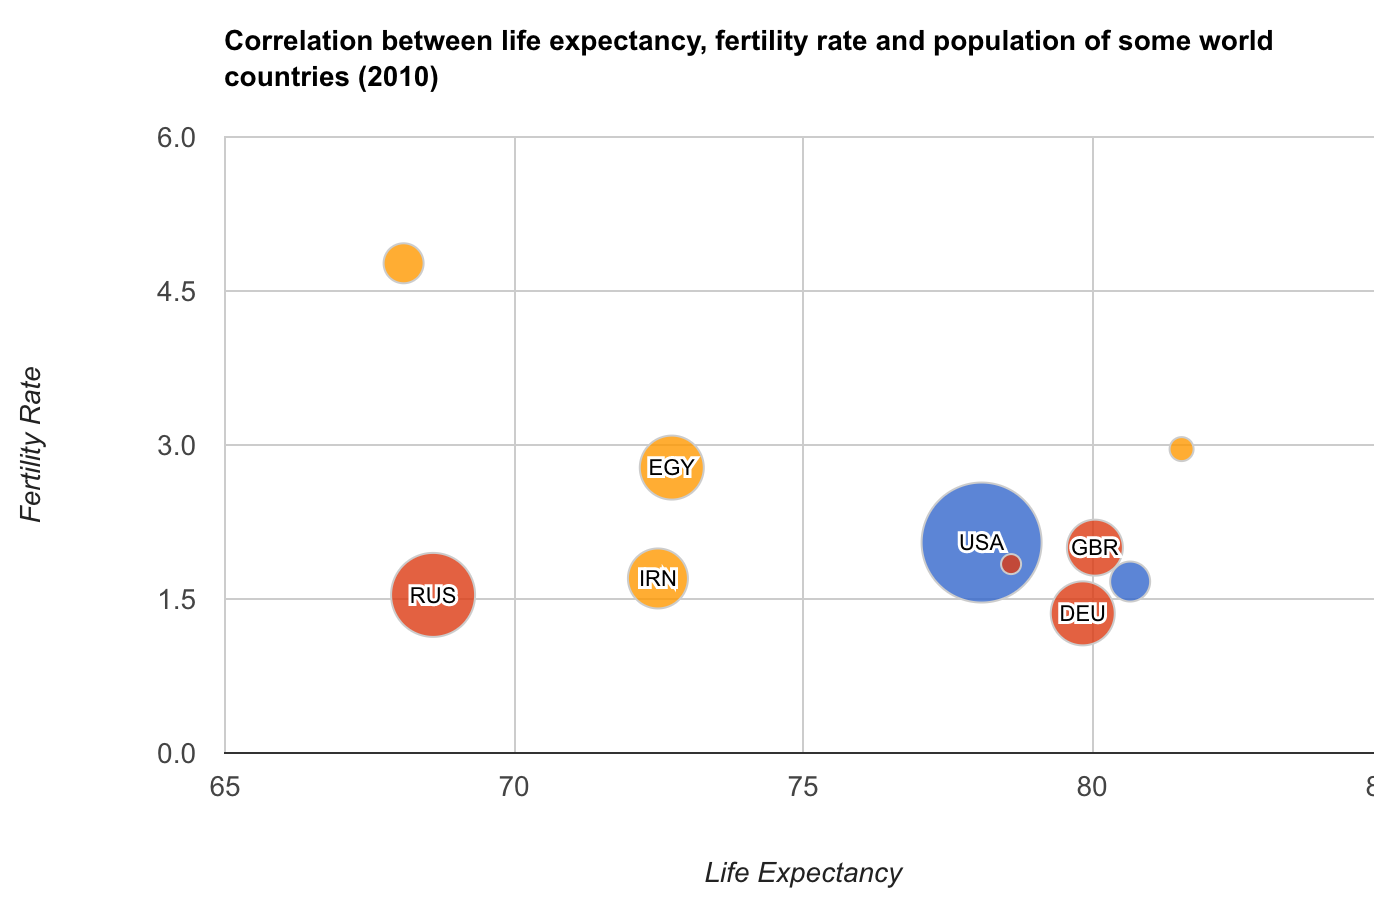 Correlation between life expectancy, fertility rate and population of some world
countries (2010)
6.0
4.5
3.0
1.5
0.0
Fertility Rate
EGY
USA
GBR
IRN
RUS
DEU
65
70
75
80
8
Life Expectancy